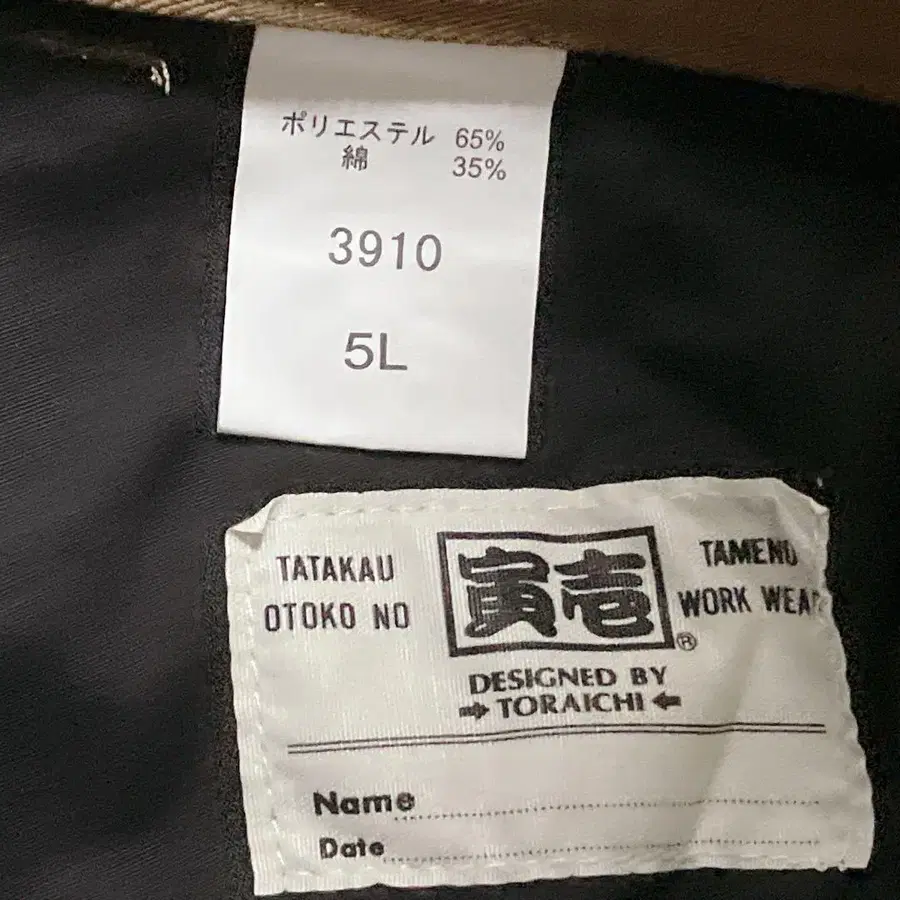 ポリエステル 65%
綿 35%
3910
5L
TATAKAU
OTOKO NO
寅壱
®
TAMENO
WORK WEAR
DESIGNED BY
➔ TORAICHI ←
Name
Date